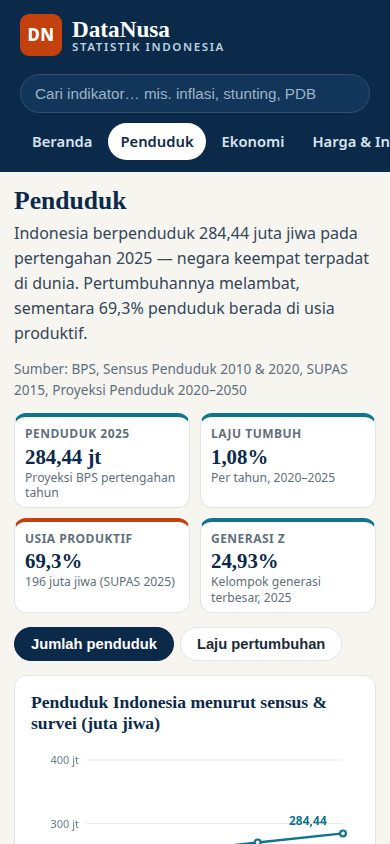 DN
DataNusa
STATISTIK INDONESIA
Cari indikator… mis. inflasi, stunting, PDB
Beranda
Penduduk
Ekonomi
Harga & In
Penduduk
Indonesia berpenduduk 284,44 juta jiwa pada
pertengahan 2025 — negara keempat terpadat
di dunia. Pertumbuhannya melambat,
sementara 69,3% penduduk berada di usia
produktif.
Sumber: BPS, Sensus Penduduk 2010 & 2020, SUPAS
2015, Proyeksi Penduduk 2020–2050
PENDUDUK 2025
284,44 jt
Proyeksi BPS pertengahan
tahun
LAJU TUMBUH
1,08%
Per tahun, 2020–2025
USIA PRODUKTIF
69,3%
196 juta jiwa (SUPAS 2025)
GENERASI Z
24,93%
Kelompok generasi
terbesar, 2025
Jumlah penduduk
Laju pertumbuhan
Penduduk Indonesia menurut sensus &
survei (juta jiwa)
400 jt
300 jt
284,44